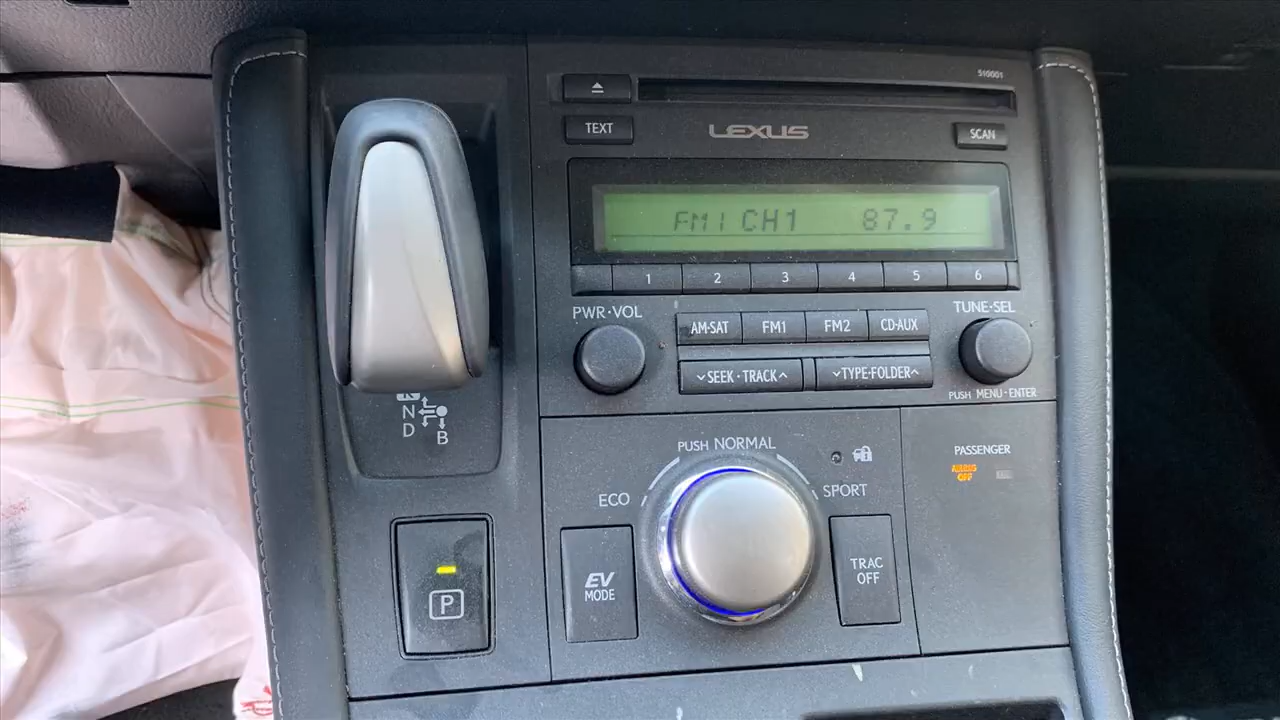 510001
TEXT
LEXUS
SCAN
FM1 CH1 87.9
1 2 3 4 5 6
PWR·VOL
TUNE·SEL
AM·SAT FM1 FM2 CD·AUX
SEEK·TRACK TYPE·FOLDER
PUSH MENU·ENTER
R
N
D B
PUSH NORMAL
ECO
SPORT
PASSENGER
AIRBAG
OFF
EV
MODE
TRAC
OFF
P